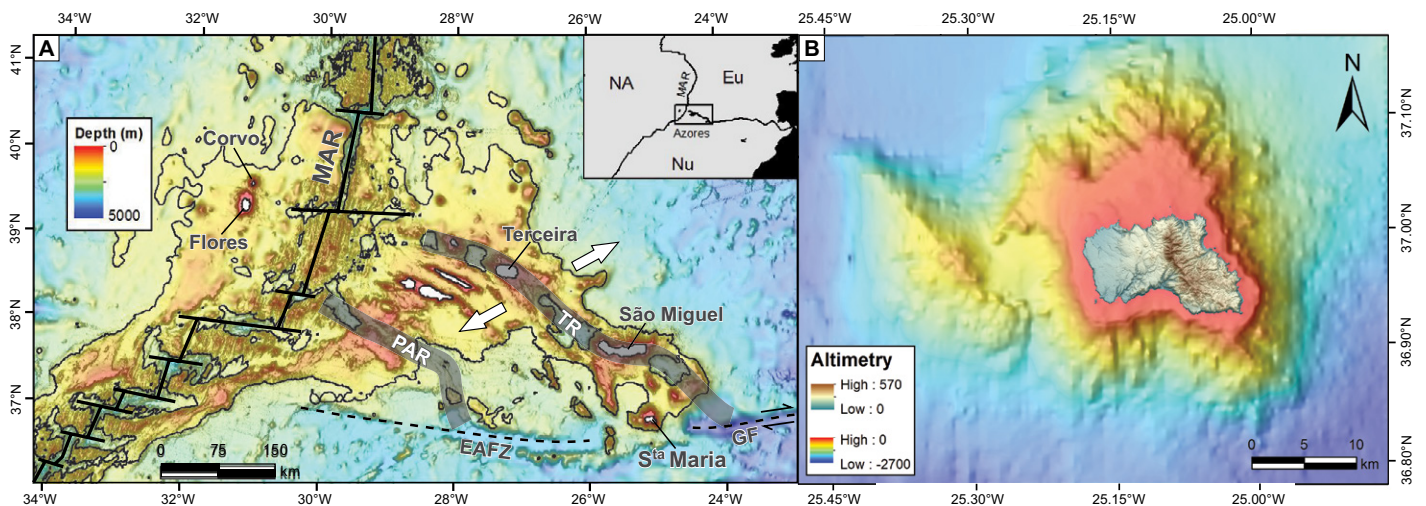 34°W 32°W 30°W 28°W 26°W 24°W
25.45°W 25.30°W 25.15°W 25.00°W
A
B
41°N
40°N
39°N
38°N
37°N
Depth (m)
0
5000
Corvo
Flores
MAR
NA
MAR
Eu
Azores
Nu
Terceira
TR
São Miguel
PAR
EAFZ
GF
Sta Maria
0 75 150
km
34°W 32°W 30°W 28°W 26°W 24°W
N
37.10°N
37.00°N
36.90°N
36.80°N
Altimetry
High : 570
Low : 0
High : 0
Low : -2700
0 5 10
km
25.45°W 25.30°W 25.15°W 25.00°W